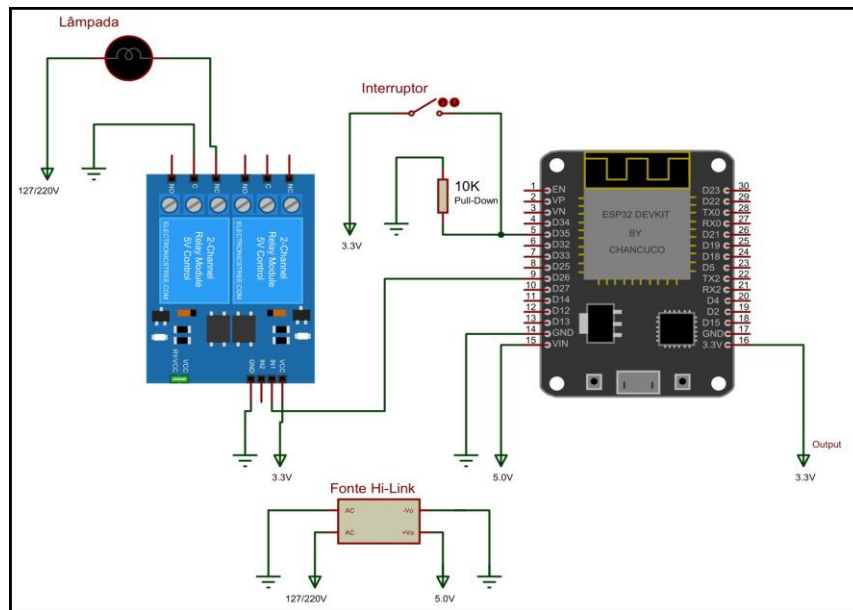 Lâmpada
127/220V
NO
C
NC
NO
C
NC
2-Channel
Relay Module
5V Control
ELECTRONICSTREE.COM
2-Channel
Relay Module
5V Control
ELECTRONICSTREE.COM
RY-VCC
VCC
GND
IN2
IN1
VCC
3.3V
Interruptor
3.3V
10K
Pull-Down
ESP32 DEVKIT
BY
CHANCUCO
1 EN
2 VP
3 VN
4 D34
5 D35
6 D32
7 D33
8 D25
9 D26
10 D27
11 D14
12 D12
13 D13
14 GND
15 VIN
D23 30
D22 29
TX0 28
RX0 27
D21 26
D19 25
D18 24
D5 23
TX2 22
RX2 21
D4 20
D2 19
D15 18
GND 17
3.3V 16
5.0V
Output
3.3V
Fonte Hi-Link
AC
-Vo
AC
+Vo
127/220V
5.0V